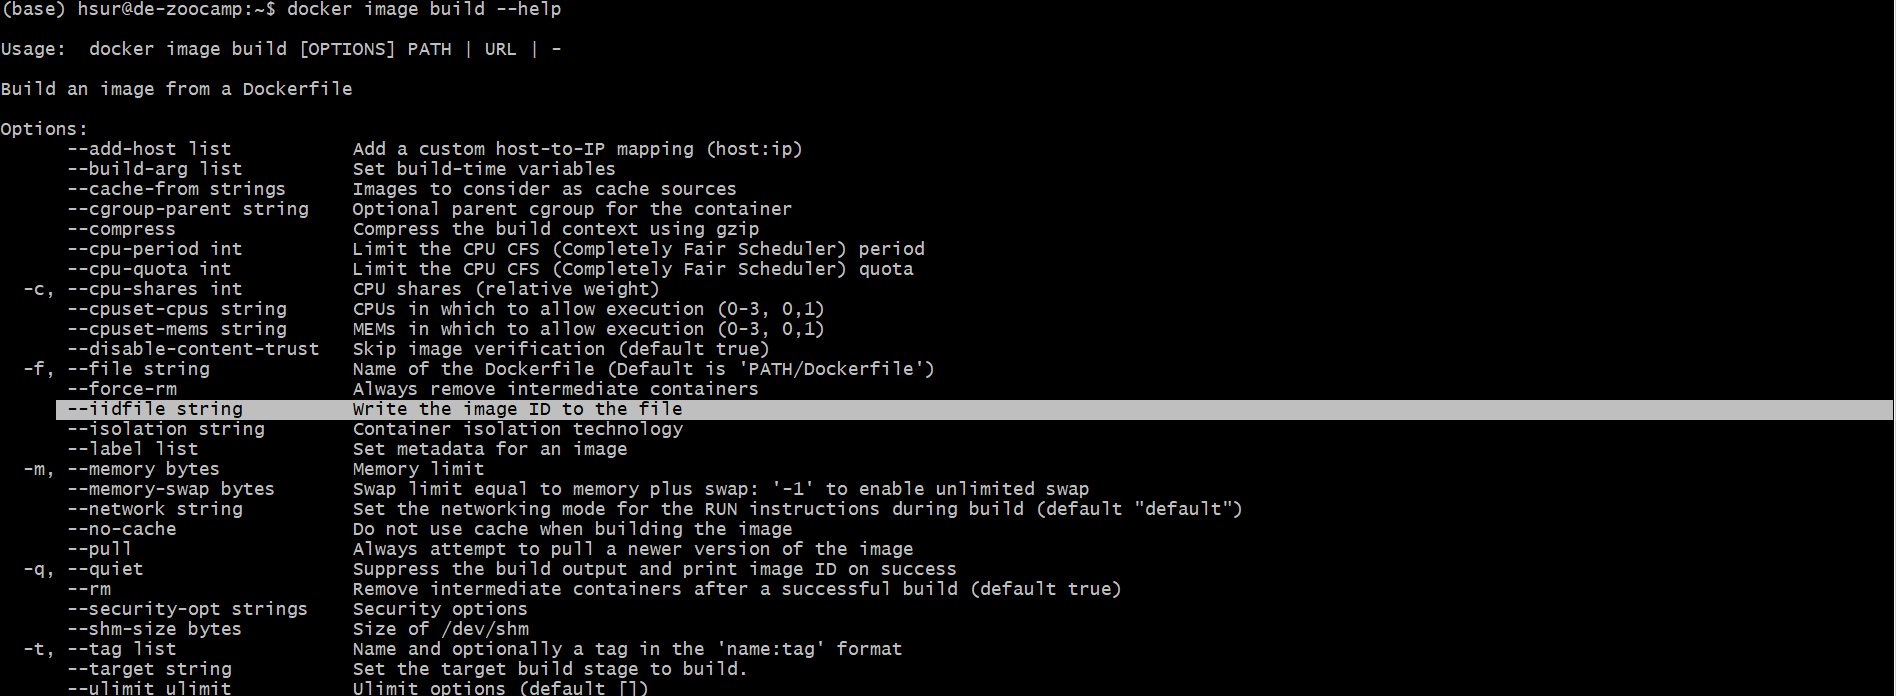 (base) hsur@de-zoocamp:~$ docker image build --help
Usage:  docker image build [OPTIONS] PATH | URL | -
Build an image from a Dockerfile
Options:
      --add-host list           Add a custom host-to-IP mapping (host:ip)
      --build-arg list          Set build-time variables
      --cache-from strings      Images to consider as cache sources
      --cgroup-parent string    Optional parent cgroup for the container
      --compress                Compress the build context using gzip
      --cpu-period int          Limit the CPU CFS (Completely Fair Scheduler) period
      --cpu-quota int           Limit the CPU CFS (Completely Fair Scheduler) quota
  -c, --cpu-shares int          CPU shares (relative weight)
      --cpuset-cpus string      CPUs in which to allow execution (0-3, 0,1)
      --cpuset-mems string      MEMs in which to allow execution (0-3, 0,1)
      --disable-content-trust   Skip image verification (default true)
  -f, --file string             Name of the Dockerfile (Default is 'PATH/Dockerfile')
      --force-rm                Always remove intermediate containers
      --iidfile string          Write the image ID to the file
      --isolation string        Container isolation technology
      --label list              Set metadata for an image
  -m, --memory bytes            Memory limit
      --memory-swap bytes       Swap limit equal to memory plus swap: '-1' to enable unlimited swap
      --network string          Set the networking mode for the RUN instructions during build (default "default")
      --no-cache                Do not use cache when building the image
      --pull                    Always attempt to pull a newer version of the image
  -q, --quiet                   Suppress the build output and print image ID on success
      --rm                      Remove intermediate containers after a successful build (default true)
      --security-opt strings    Security options
      --shm-size bytes          Size of /dev/shm
  -t, --tag list                Name and optionally a tag in the 'name:tag' format
      --target string           Set the target build stage to build.
      --ulimit ulimit           Ulimit options (default [])